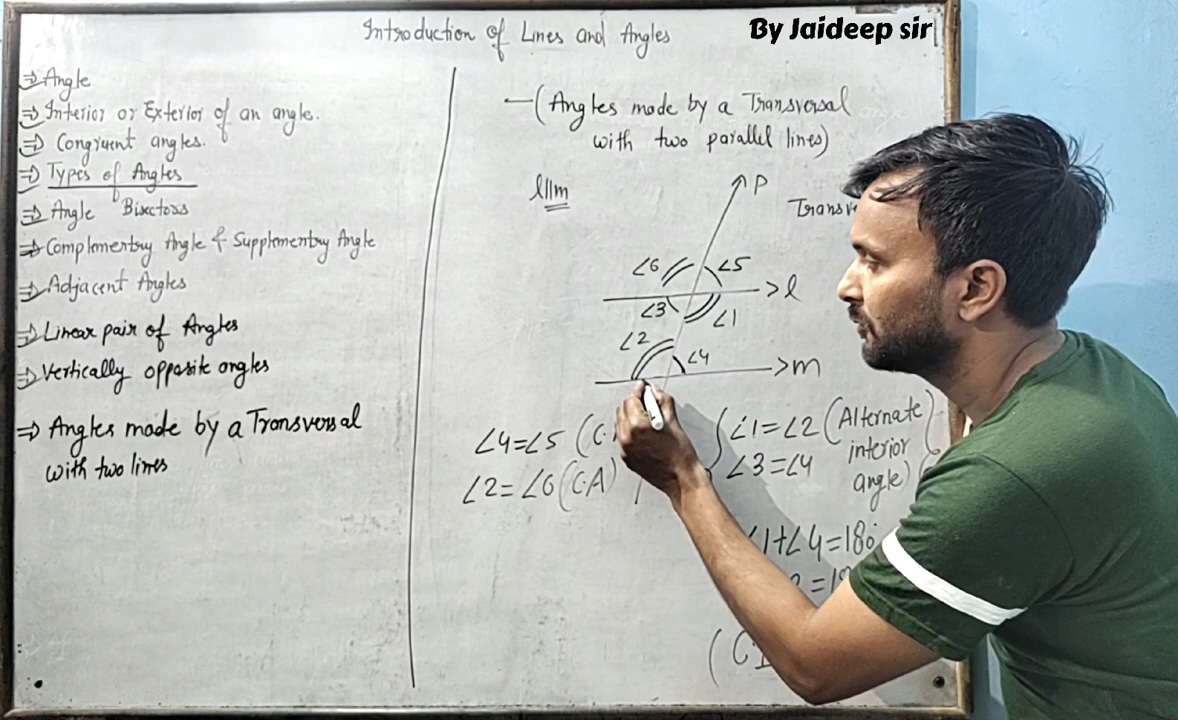 Introduction of Lines and Angles
By Jaideep sir
⇒ Angle
⇒ Interior or Exterior of an angle.
⇒ Congruent angles.
⇒ Types of Angles
⇒ Angle Bisectors
⇒ Complementry Angle & Supplementry Angle
⇒ Adjacent Angles
⇒ Linear pair of Angles
⇒ Vertically opposite angles
⇒ Angles made by a Transversal
with two lines
(Angles made by a Transversal
with two parallel lines)
l||m
p
∠6 ∠5
l
∠3 ∠1
∠2 ∠4
m
∠4=∠5
∠2=∠6 (C.A)
∠1=∠2 (Alternate
∠3=∠4 interior
angle)
∠1+∠4=180°